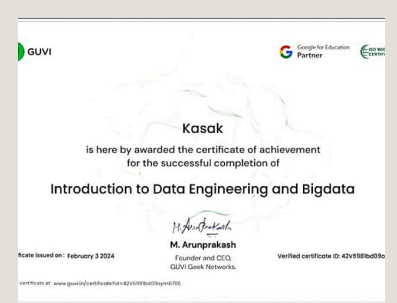 GUVI
Google for Education
Partner
Kasak
is here by awarded the certificate of achievement
for the successful completion of
Introduction to Data Engineering and Bigdata
M. Arunprakash
Founder and CEO,
GUVI Geek Networks.
ficate issued on : February 3 2024
Verified certificate ID: 42V6981bd09o
certificate at: www.guvi.in/certificate?id=42V6981bd09oym6705